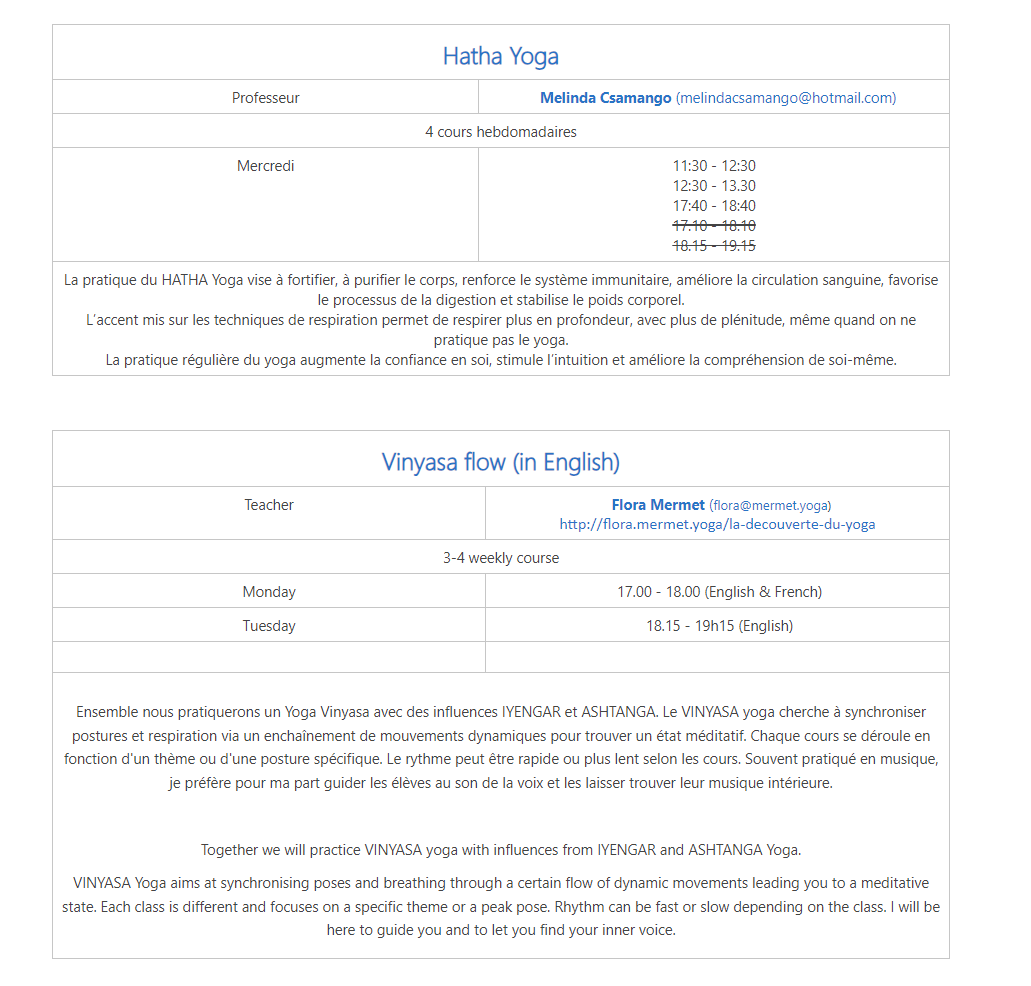 Hatha Yoga
Professeur
Melinda Csamango (melindacsamango@hotmail.com)
4 cours hebdomadaires
Mercredi
11:30 - 12:30
12:30 - 13.30
17:40 - 18:40
17.10 - 18.10
18.15 - 19.15
La pratique du HATHA Yoga vise à fortifier, à purifier le corps, renforce le système immunitaire, améliore la circulation sanguine, favorise
le processus de la digestion et stabilise le poids corporel.
L'accent mis sur les techniques de respiration permet de respirer plus en profondeur, avec plus de plénitude, même quand on ne
pratique pas le yoga.
La pratique régulière du yoga augmente la confiance en soi, stimule l'intuition et améliore la compréhension de soi-même.
Vinyasa flow (in English)
Teacher
Flora Mermet (flora@mermet.yoga)
http://flora.mermet.yoga/la-decouverte-du-yoga
3-4 weekly course
Monday
17.00 - 18.00 (English & French)
Tuesday
18.15 - 19h15 (English)
Ensemble nous pratiquerons un Yoga Vinyasa avec des influences IYENGAR et ASHTANGA. Le VINYASA yoga cherche à synchroniser
postures et respiration via un enchaînement de mouvements dynamiques pour trouver un état méditatif. Chaque cours se déroule en
fonction d'un thème ou d'une posture spécifique. Le rythme peut être rapide ou plus lent selon les cours. Souvent pratiqué en musique,
je préfère pour ma part guider les élèves au son de la voix et les laisser trouver leur musique intérieure.
Together we will practice VINYASA yoga with influences from IYENGAR and ASHTANGA Yoga.
VINYASA Yoga aims at synchronising poses and breathing through a certain flow of dynamic movements leading you to a meditative
state. Each class is different and focuses on a specific theme or a peak pose. Rhythm can be fast or slow depending on the class. I will be
here to guide you and to let you find your inner voice.